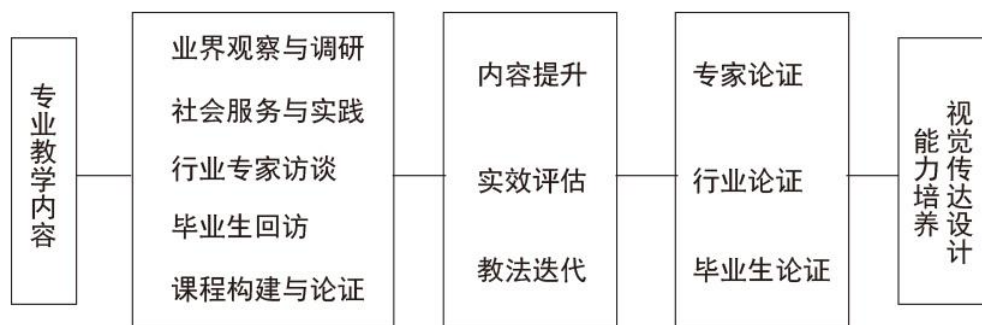 专业教学内容
业界观察与调研
社会服务与实践
行业专家访谈
毕业生回访
课程构建与论证
内容提升
实效评估
教法迭代
专家论证
行业论证
毕业生论证
视觉传达设计
能力培养